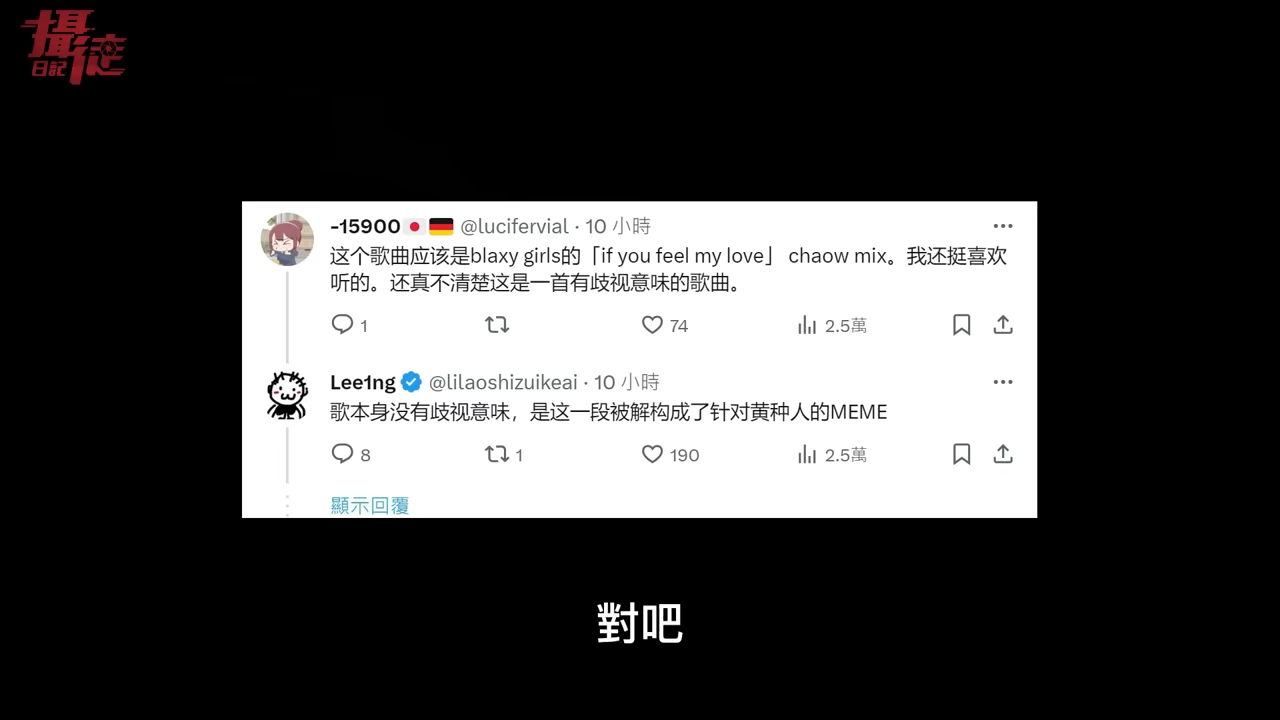 攝徒
日記
-15900🇯🇵🇩🇪 @lucifervial · 10 小時
这个歌曲应该是blaxy girls的「if you feel my love」 chaow mix。我还挺喜欢
听的。还真不清楚这是一首有歧视意味的歌曲。
1 74 2.5萬
Lee1ng @lilaoshizuikeai · 10 小時
歌本身没有歧视意味，是这一段被解构成了针对黄种人的MEME
8 1 190 2.5萬
顯示回覆
對吧